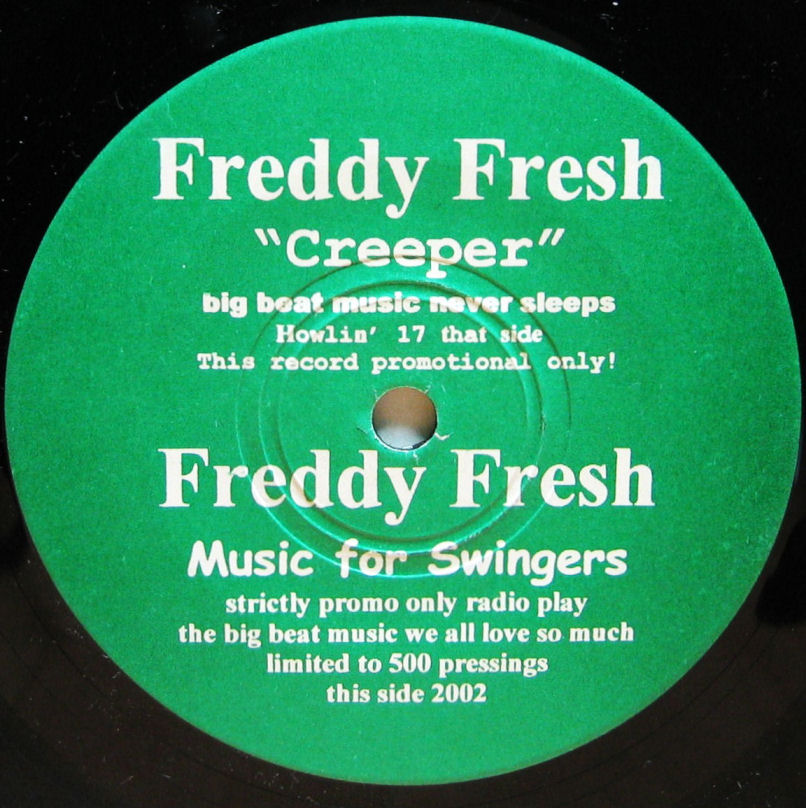 Freddy Fresh
“Creeper”
big beat music never sleeps
Howlin' 17 that side
This record promotional only!
Freddy Fresh
Music for Swingers
strictly promo only radio play
the big beat music we all love so much
limited to 500 pressings
this side 2002